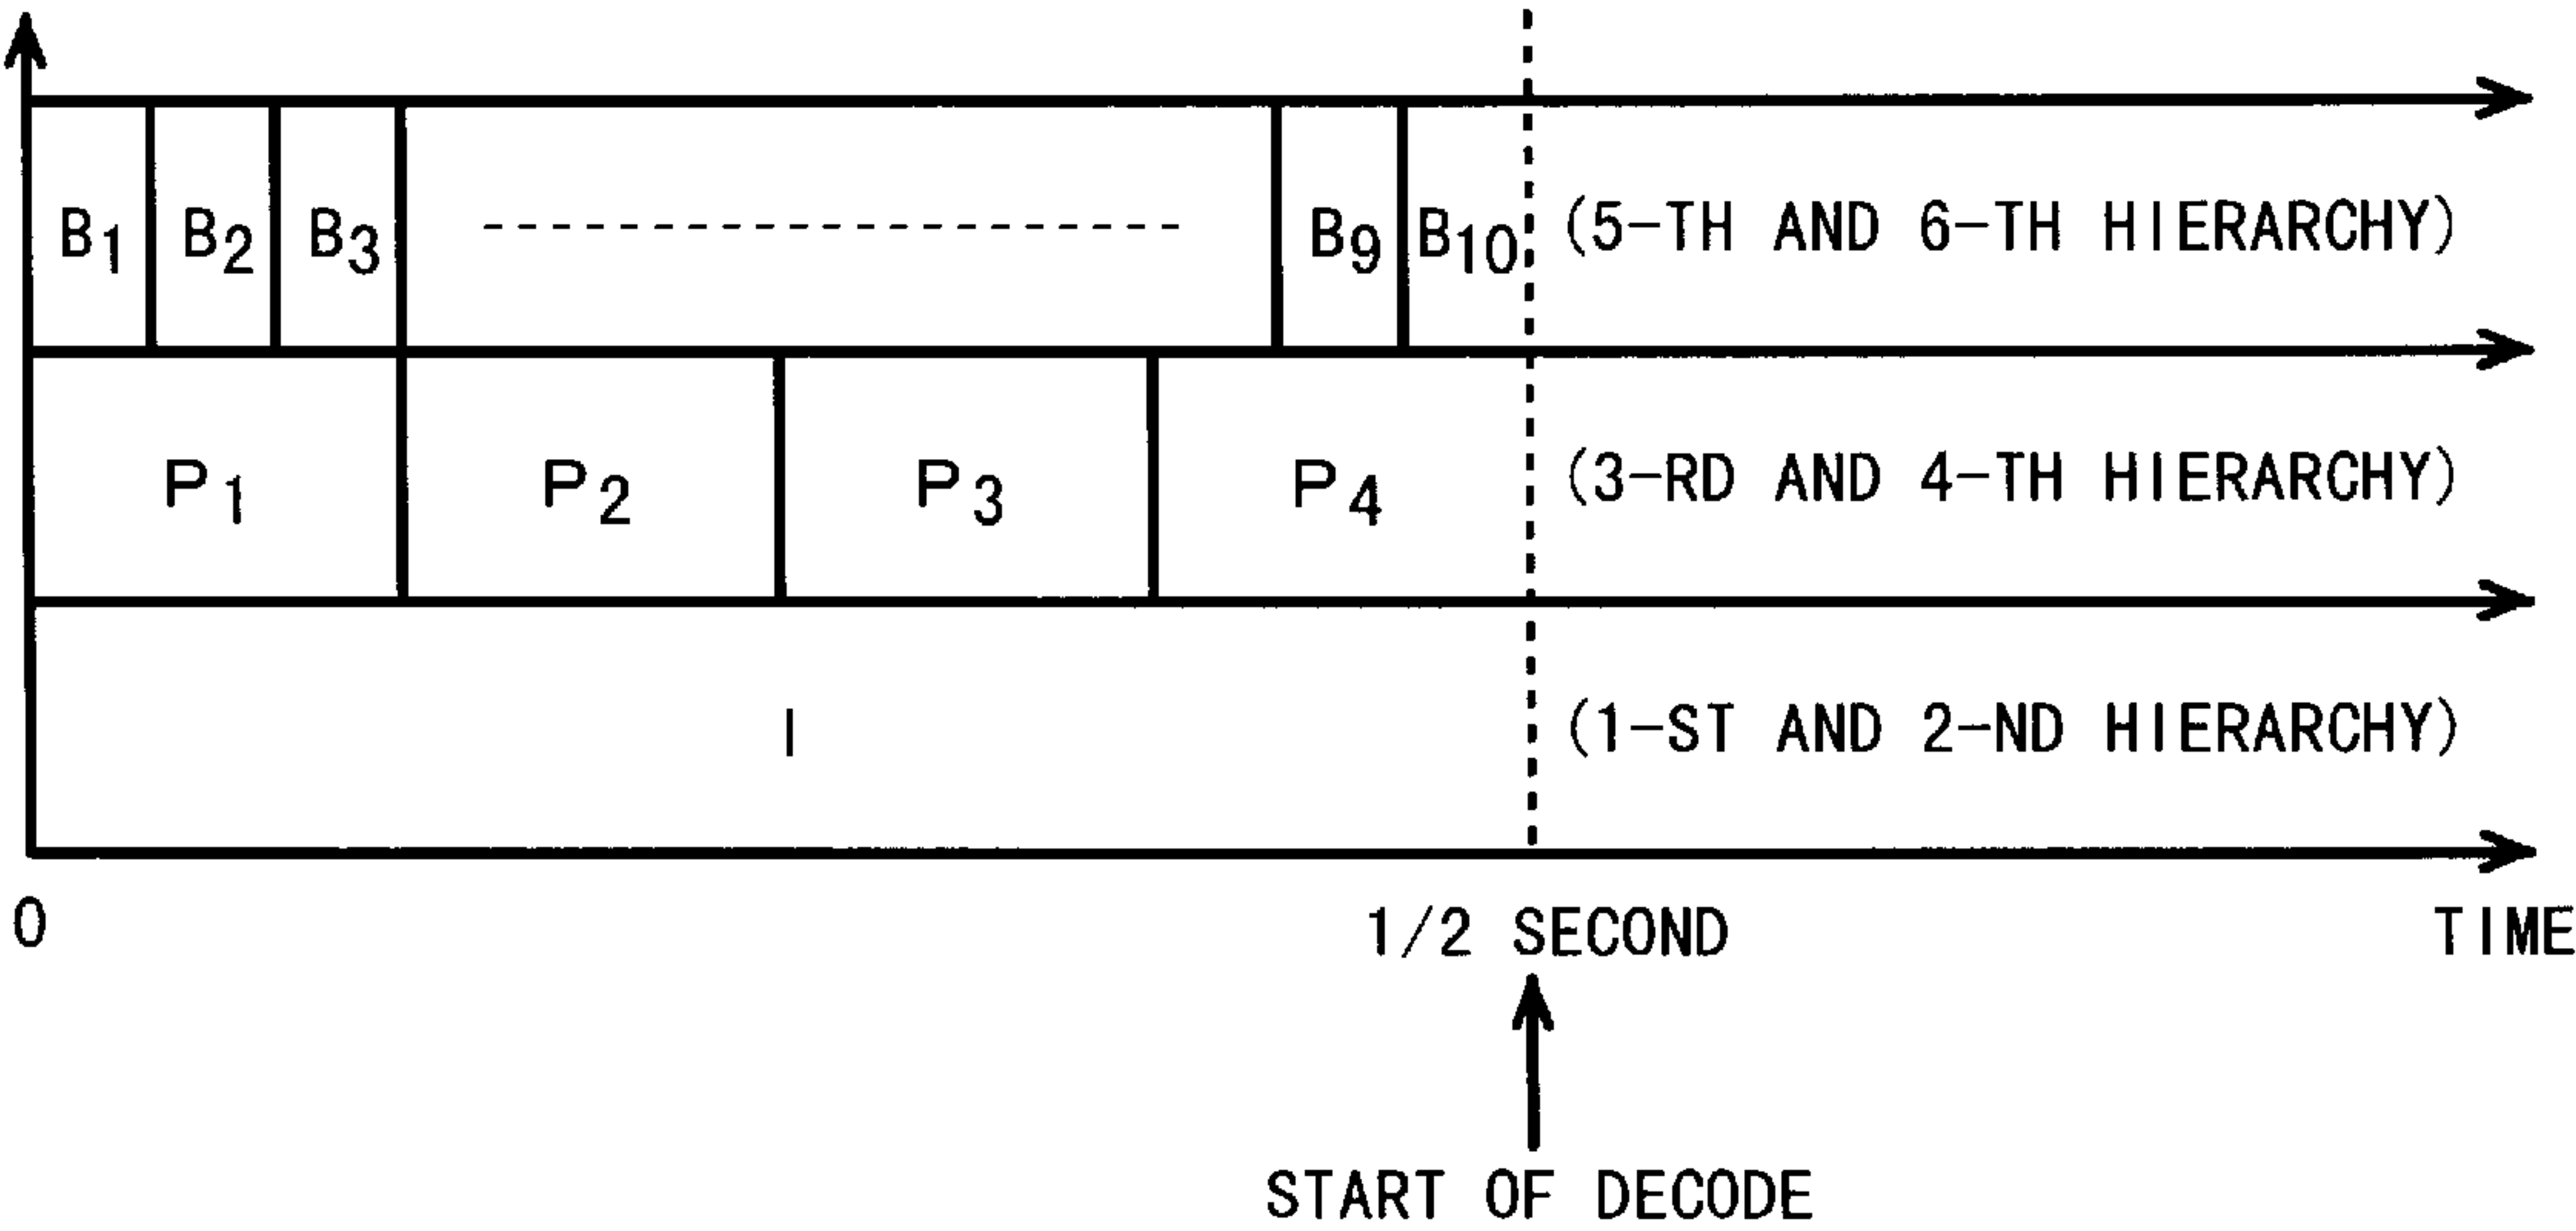 B1 B2 B3 B9 B10 (5-TH AND 6-TH HIERARCHY)
P1 P2 P3 P4 (3-RD AND 4-TH HIERARCHY)
I (1-ST AND 2-ND HIERARCHY)
0 1/2 SECOND TIME
START OF DECODE